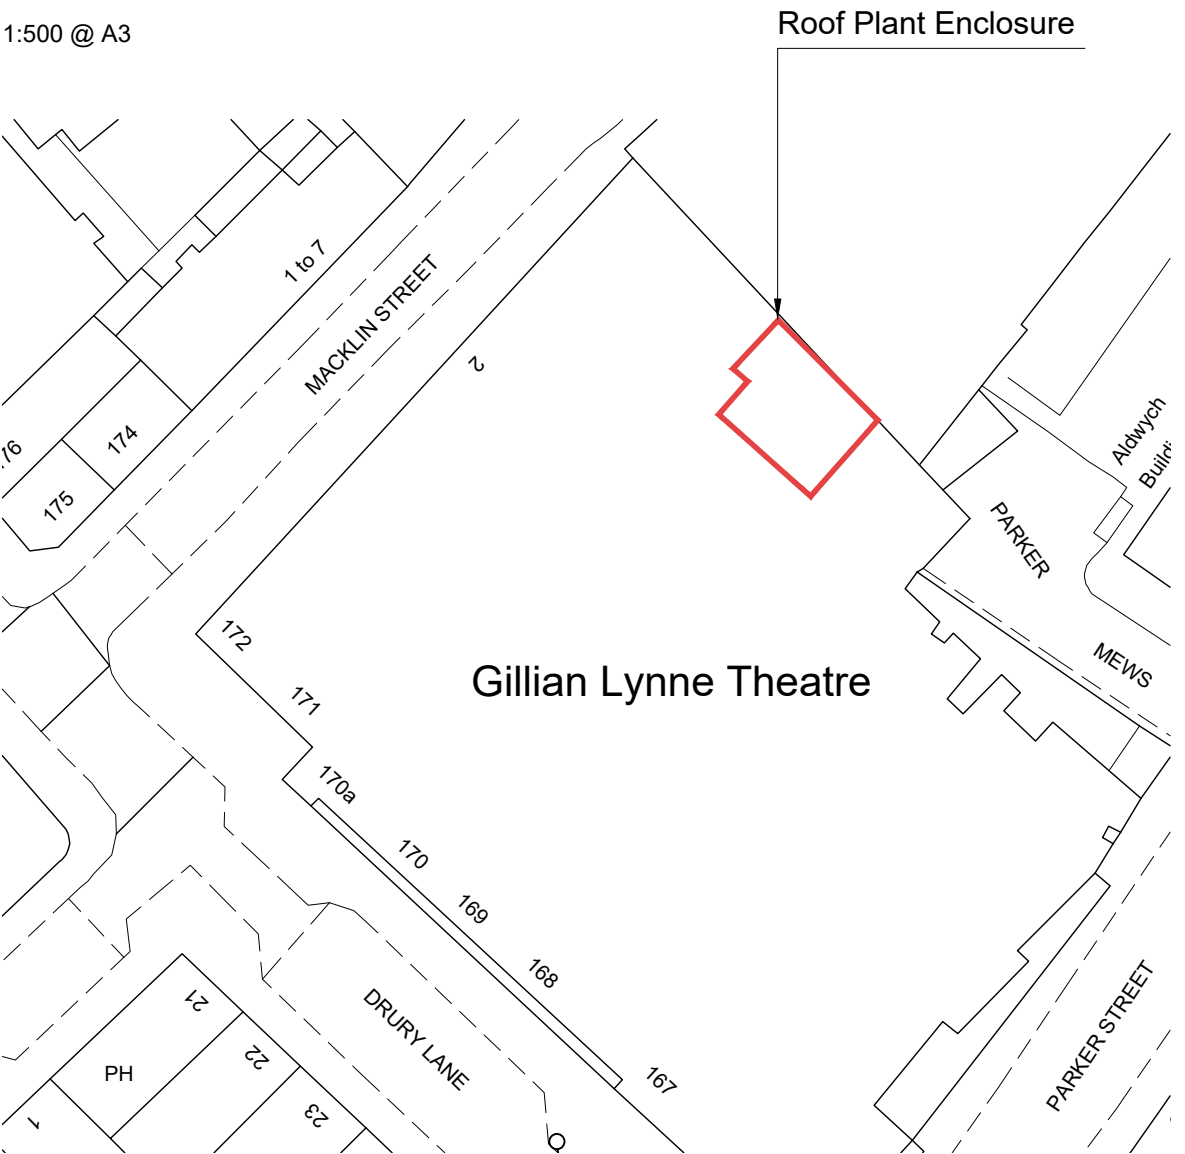 1:500 @ A3
Roof Plant Enclosure
1 to 7
MACKLIN STREET
2
Aldwych
174
175
PARKER
172
MEWS
Gillian Lynne Theatre
171
170a
170
169
168
21
DRURY LANE
22
PARKER STREET
PH
167
23
1